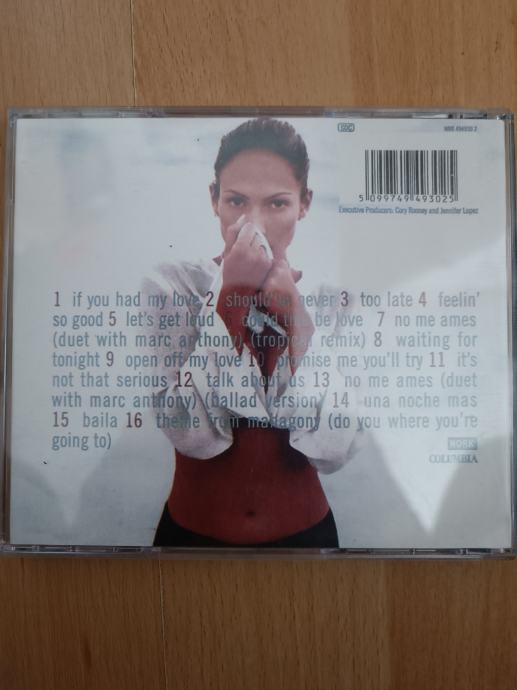 WRK 494930 2
5 099749 493025
Executive Producers: Cory Rooney and Jennifer Lopez
1 if you had my love 2 should've never 3 too late 4 feelin'
so good 5 let's get loud 6 could this be love 7 no me ames
(duet with marc anthony) (tropical remix) 8 waiting for
tonight 9 open off my love 10 promise me you'll try 11 it's
not that serious 12 talk about us 13 no me ames (duet
with marc anthony) (ballad version) 14 una noche mas
15 baila 16 theme from mahagony (do you where you're
going to)
WORK
COLUMBIA